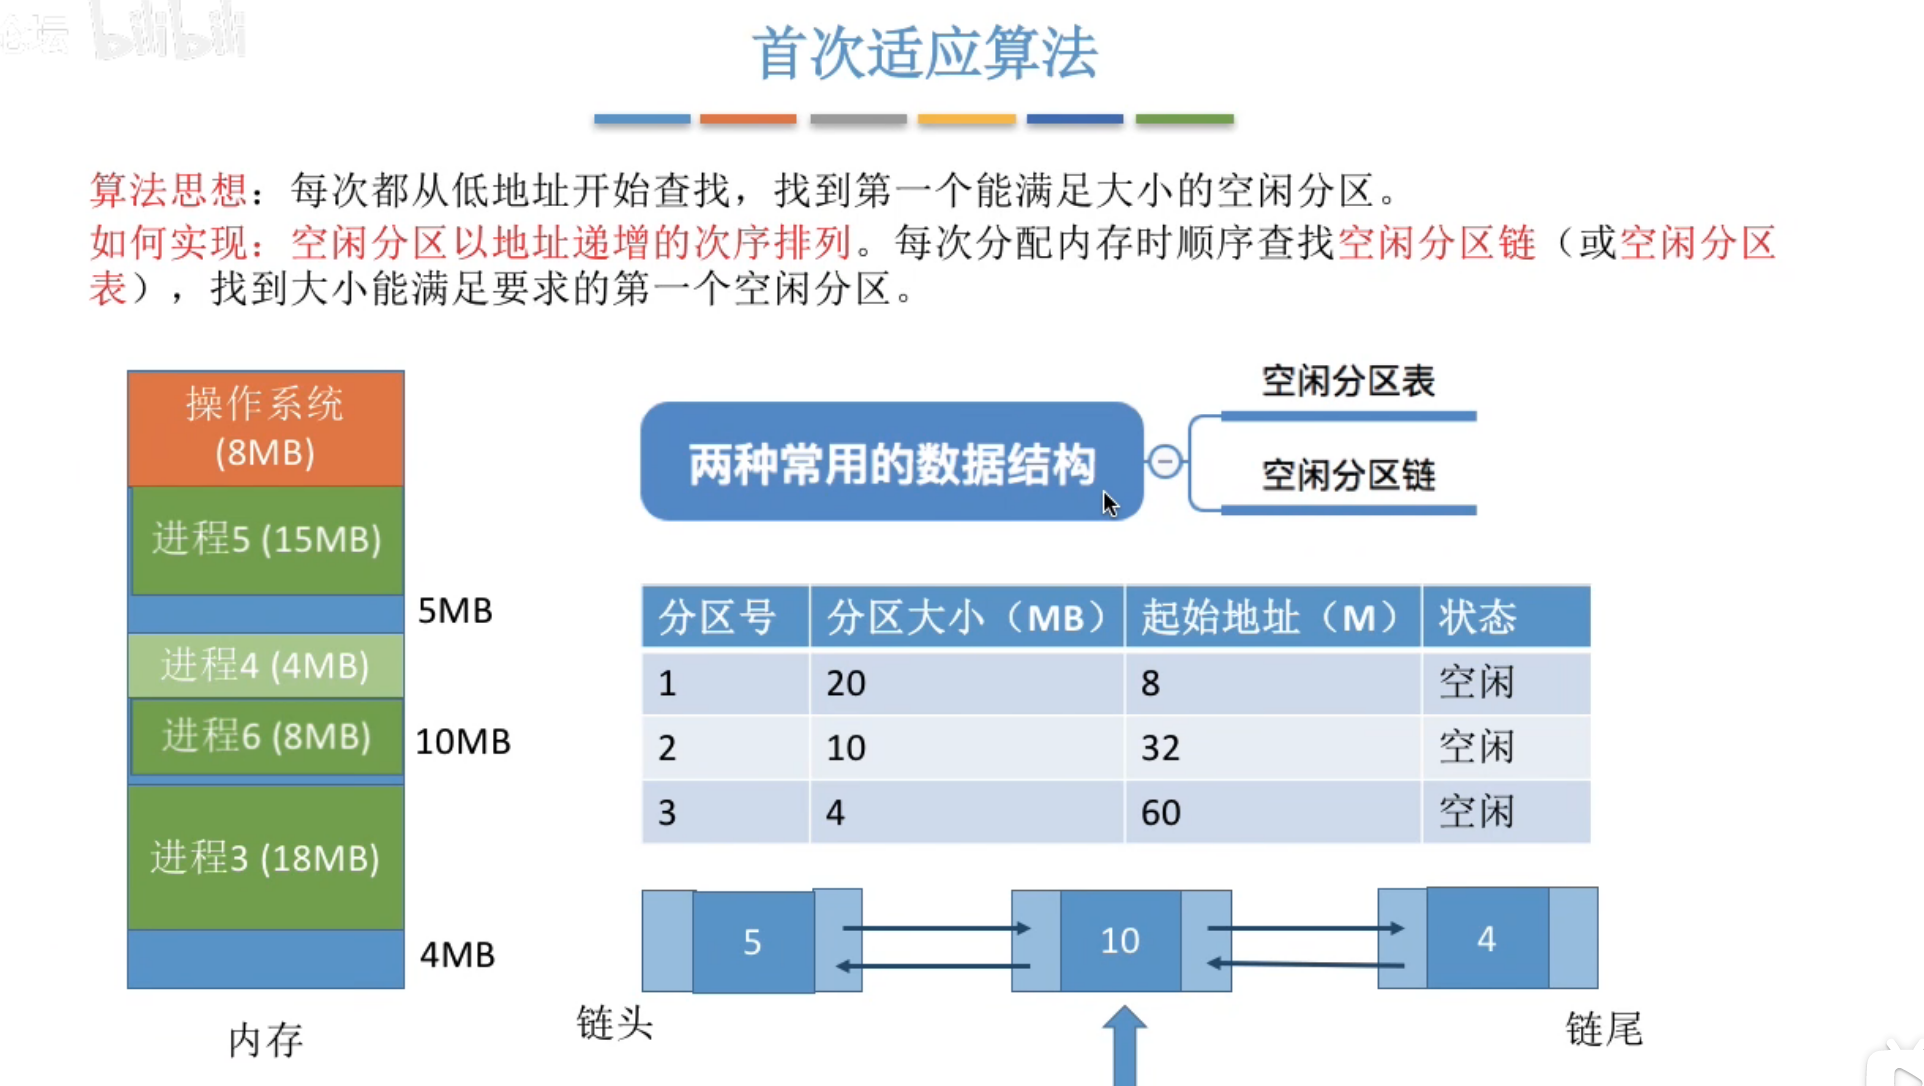 论坛 bilibili
首次适应算法
算法思想：每次都从低地址开始查找，找到第一个能满足大小的空闲分区。
如何实现：空闲分区以地址递增的次序排列。每次分配内存时顺序查找空闲分区链（或空闲分区
表），找到大小能满足要求的第一个空闲分区。
操作系统
(8MB)
进程5 (15MB)
5MB
进程4 (4MB)
进程6 (8MB)
10MB
进程3 (18MB)
4MB
内存
两种常用的数据结构
空闲分区表
空闲分区链
分区号 分区大小（MB） 起始地址（M） 状态
1 20 8 空闲
2 10 32 空闲
3 4 60 空闲
5 10 4
链头 链尾